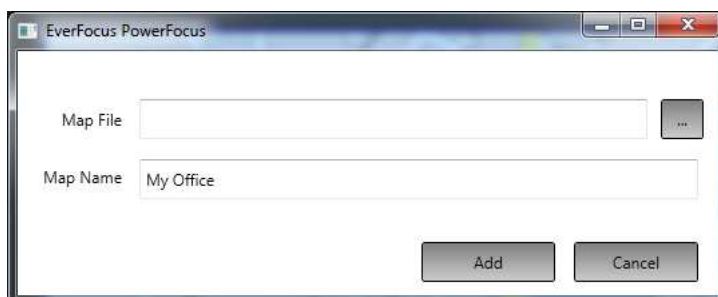 EverFocus PowerFocus
Map File
...
Map Name My Office
Add Cancel